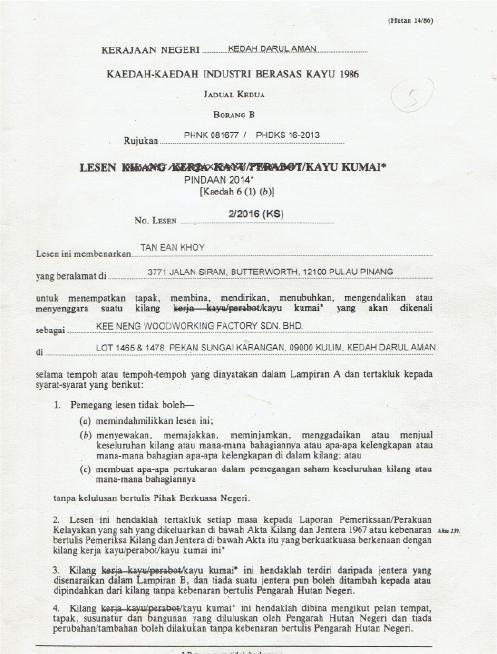 (Hutan 14/86)
KERAJAAN NEGERI KEDAH DARUL AMAN
KAEDAH-KAEDAH INDUSTRI BERASAS KAYU 1986
JADUAL KEDUA
BORANG B
5
Rujukan PHNK 081677 / PHDKS 16-2013
LESEN KILANG /KERJA KAYU/PERABOT/KAYU KUMAI*
PINDAAN 2014*
[Kaedah 6 (1) (b)]
No. LESEN 2/2016 (KS)
Lesen ini membenarkan TAN EAN KHOY
yang beralamat di 3771 JALAN SIRAM, BUTTERWORTH, 12100 PULAU PINANG
untuk menempatkan tapak, membina, mendirikan, menubuhkan, mengendalikan atau
menyenggara suatu kilang kerja kayu/perabot/kayu kumai* yang akan dikenali
sebagai KEE NENG WOODWORKING FACTORY SDN. BHD.
di LOT 1465 & 1478, PEKAN SUNGAI KARANGAN, 09000 KULIM, KEDAH DARUL AMAN.
selama tempoh atau tempoh-tempoh yang dinyatakan dalam Lampiran A dan tertakluk kepada
syarat-syarat yang berikut:
1. Pemegang lesen tidak boleh—
(a) memindahmilikkan lesen ini;
(b) menyewakan, memajakkan, meminjamkan, menggadaikan atau menjual
keseluruhan kilang atau mana-mana bahagiannya atau apa-apa kelengkapan atau
mana-mana bahagian apa-apa kelengkapan di dalam kilang; atau
(c) membuat apa-apa pertukaran dalam pemegangan saham keseluruhan kilang atau
mana-mana bahagiannya
tanpa kelulusan bertulis Pihak Berkuasa Negeri.
2. Lesen ini hendaklah tertakluk setiap masa kepada Laporan Pemeriksaan/Perakuan
Kelayakan yang sah yang dikeluarkan di bawah Akta Kilang dan Jentera 1967 atau kebenaran Akta 139.
bertulis Pemeriksa Kilang dan Jentera di bawah Akta itu yang berkuatkuasa berkenaan dengan
kilang kerja kayu/perabot/kayu kumai ini*
3. Kilang kerja kayu/perabot/kayu kumai* ini hendaklah terdiri daripada jentera yang
disenaraikan dalam Lampiran B, dan tiada suatu jentera pun boleh ditambah kepada atau
dipindahkan dari kilang tanpa kebenaran bertulis Pengarah Hutan Negeri.
4. Kilang kerja kayu/perabot/kayu kumai* ini hendaklah dibina mengikut pelan tempat,
tapak, susunatur dan bangunan yang diluluskan oleh Pengarah Hutan Negeri dan tiada
perubahan/tambahan boleh dilakukan tanpa kebenaran bertulis Pengarah Hutan Negeri.